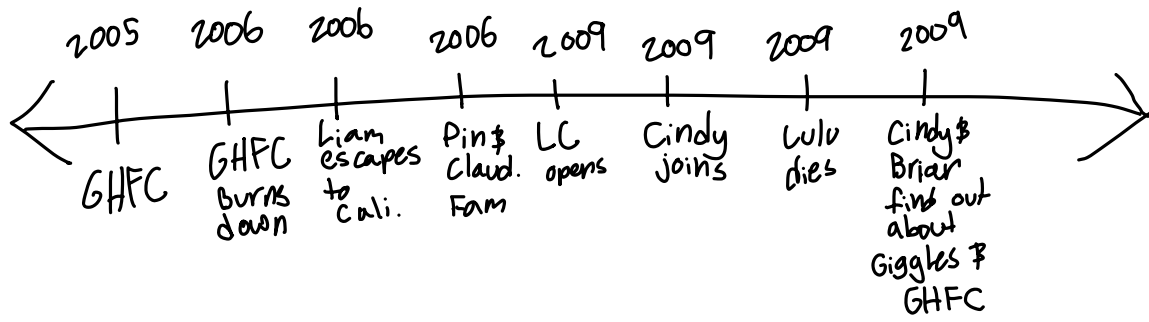 2005 2006 2006 2006 2009 2009 2009 2009
GHFC
GHFC
Burns
down
Liam
escapes
to
Cali.
Pin &
Claud.
Fam
LC
opens
Cindy
joins
Lulu
dies
Cindy &
Briar
find out
about
Giggles &
GHFC